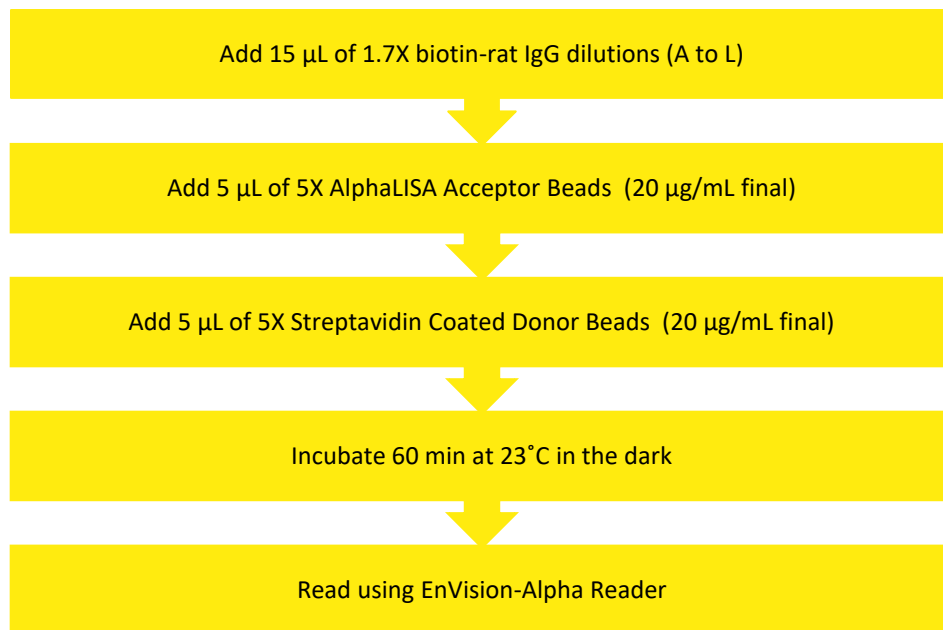 Add 15 µL of 1.7X biotin-rat IgG dilutions (A to L)
Add 5 µL of 5X AlphaLISA Acceptor Beads  (20 µg/mL final)
Add 5 µL of 5X Streptavidin Coated Donor Beads  (20 µg/mL final)
Incubate 60 min at 23˚C in the dark
Read using EnVision-Alpha Reader